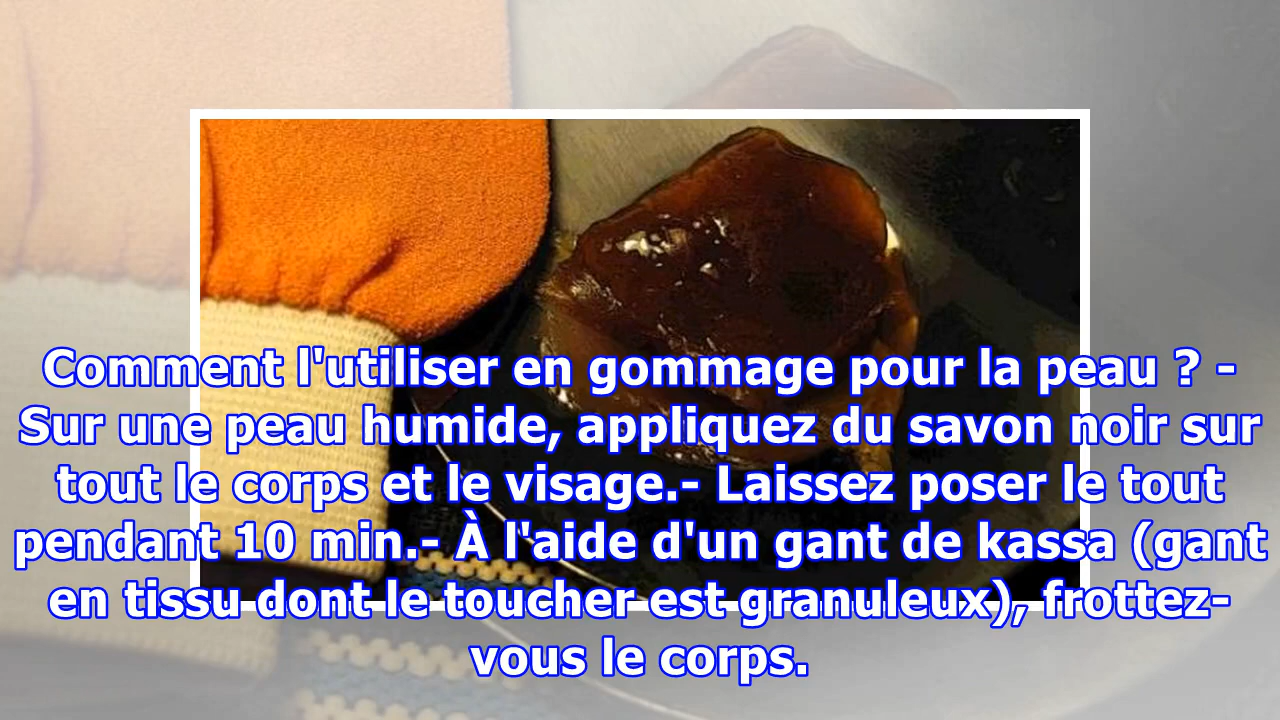 Comment l'utiliser en gommage pour la peau ? -
Sur une peau humide, appliquez du savon noir sur
tout le corps et le visage.- Laissez poser le tout
pendant 10 min.- À l'aide d'un gant de kassa (gant
en tissu dont le toucher est granuleux), frottez-
vous le corps.